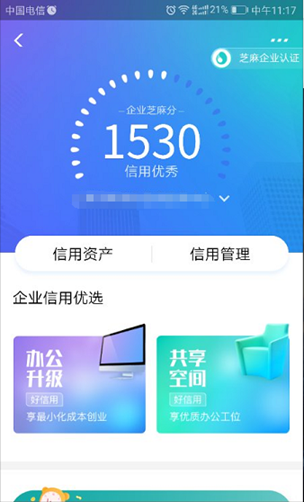 中国电信
21% 中午11:17
芝麻企业认证
企业芝麻分
1530
信用优秀
信用资产 信用管理
企业信用优选
办公
升级
好信用
享最小化成本创业
共享
空间
好信用
享优质办公工位